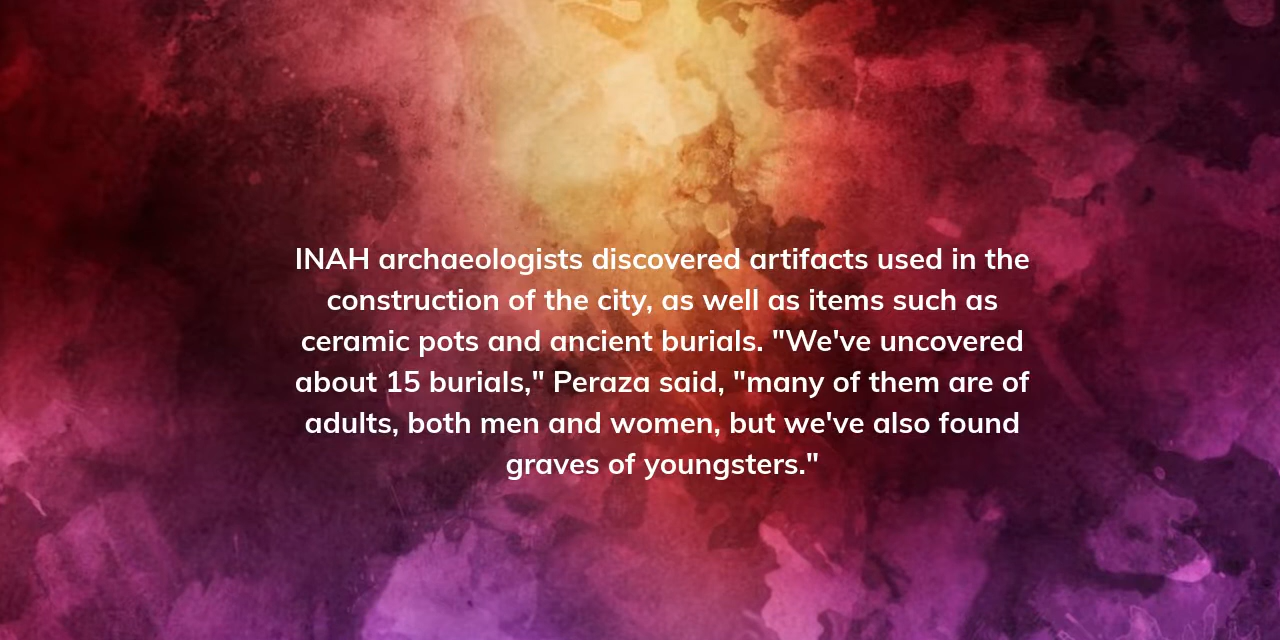 INAH archaeologists discovered artifacts used in the
construction of the city, as well as items such as
ceramic pots and ancient burials. "We've uncovered
about 15 burials," Peraza said, "many of them are of
adults, both men and women, but we've also found
graves of youngsters."